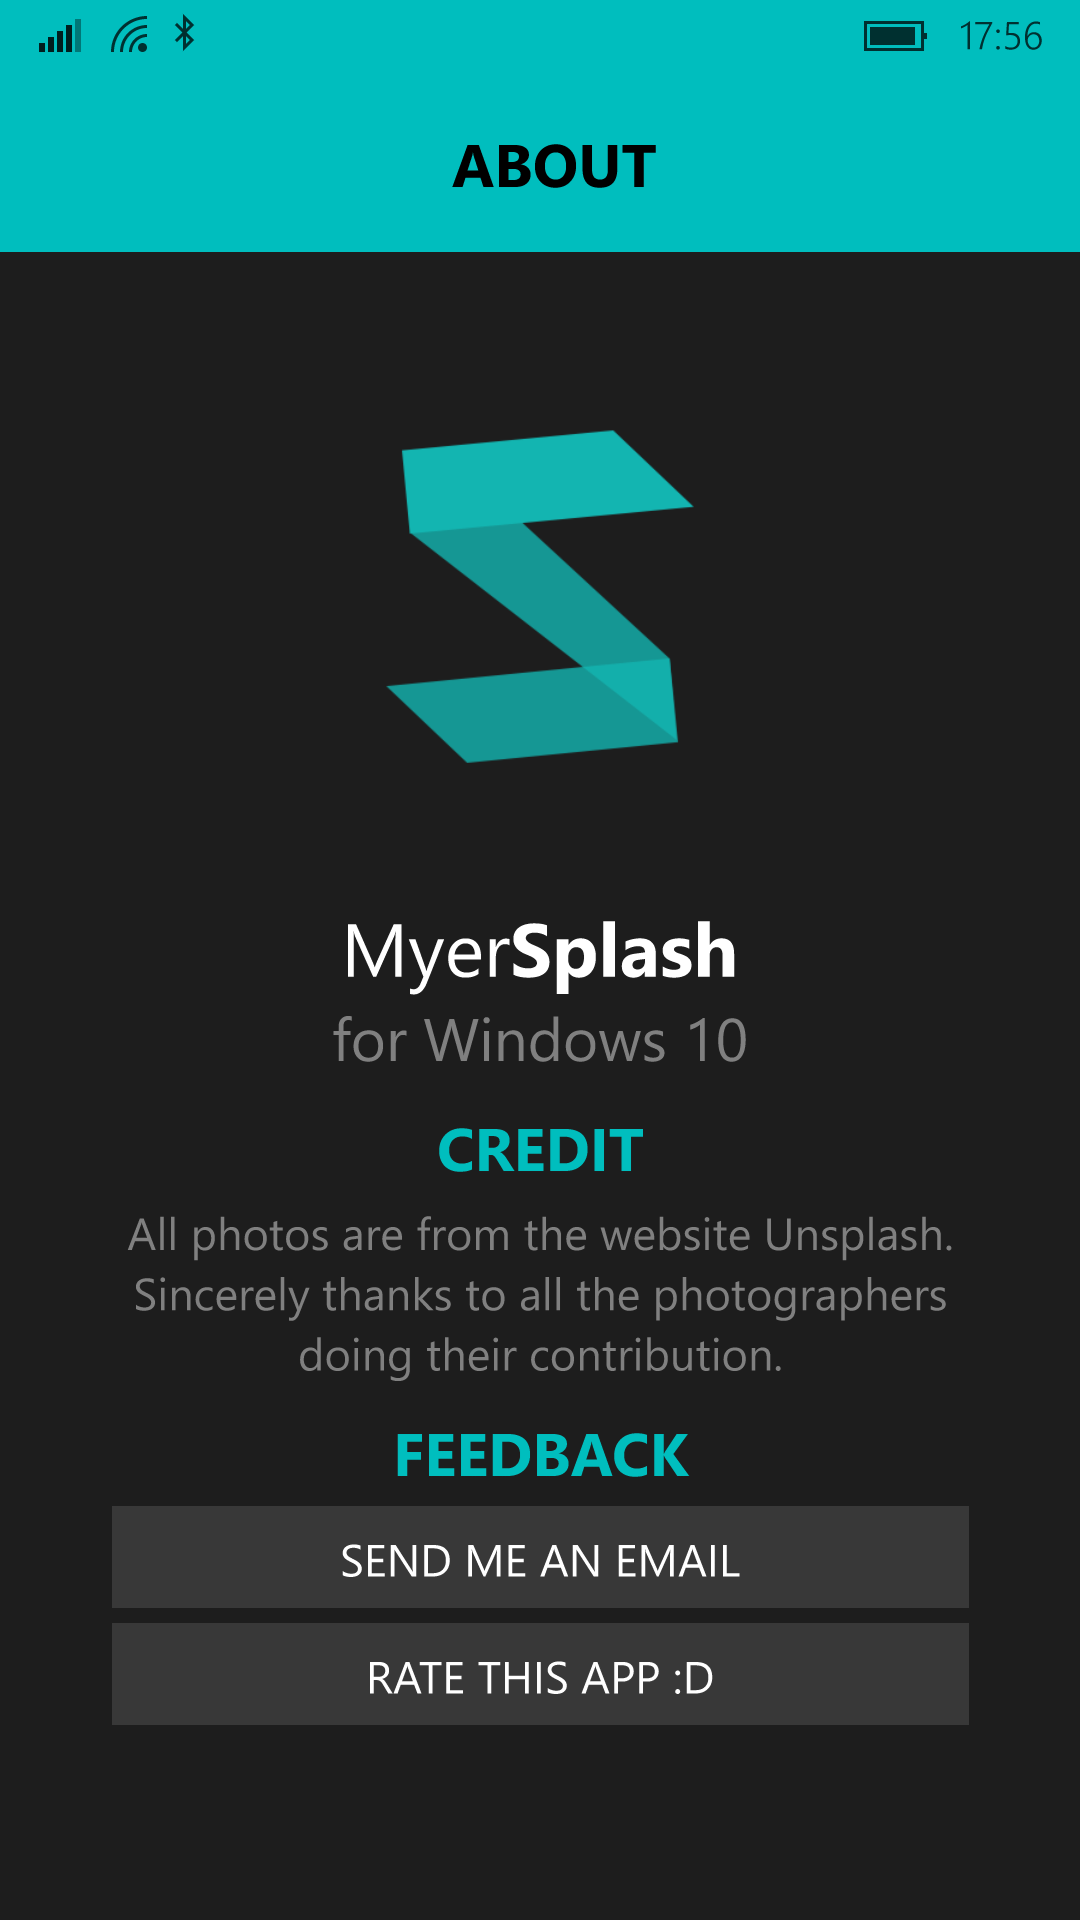 17:56
ABOUT
MyerSplash
for Windows 10
CREDIT
All photos are from the website Unsplash.
Sincerely thanks to all the photographers
doing their contribution.
FEEDBACK
SEND ME AN EMAIL
RATE THIS APP :D